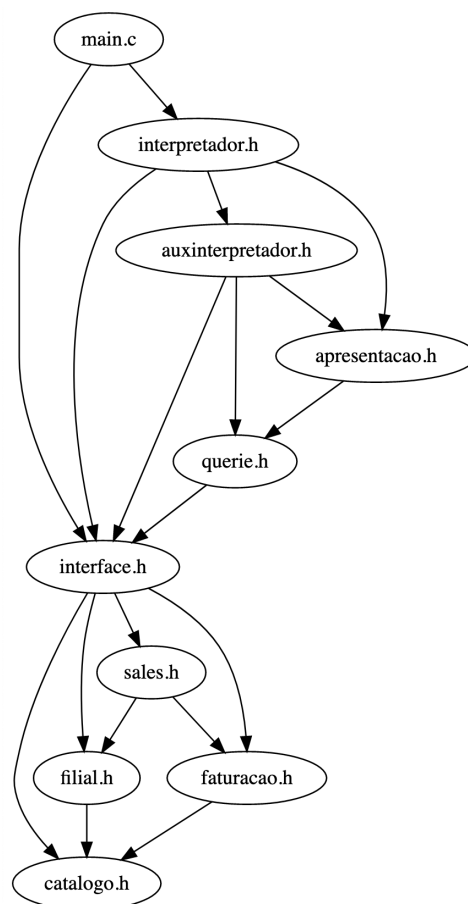 main.c
interpretador.h
auxinterpretador.h
apresentacao.h
querie.h
interface.h
sales.h
filial.h
faturacao.h
catalogo.h